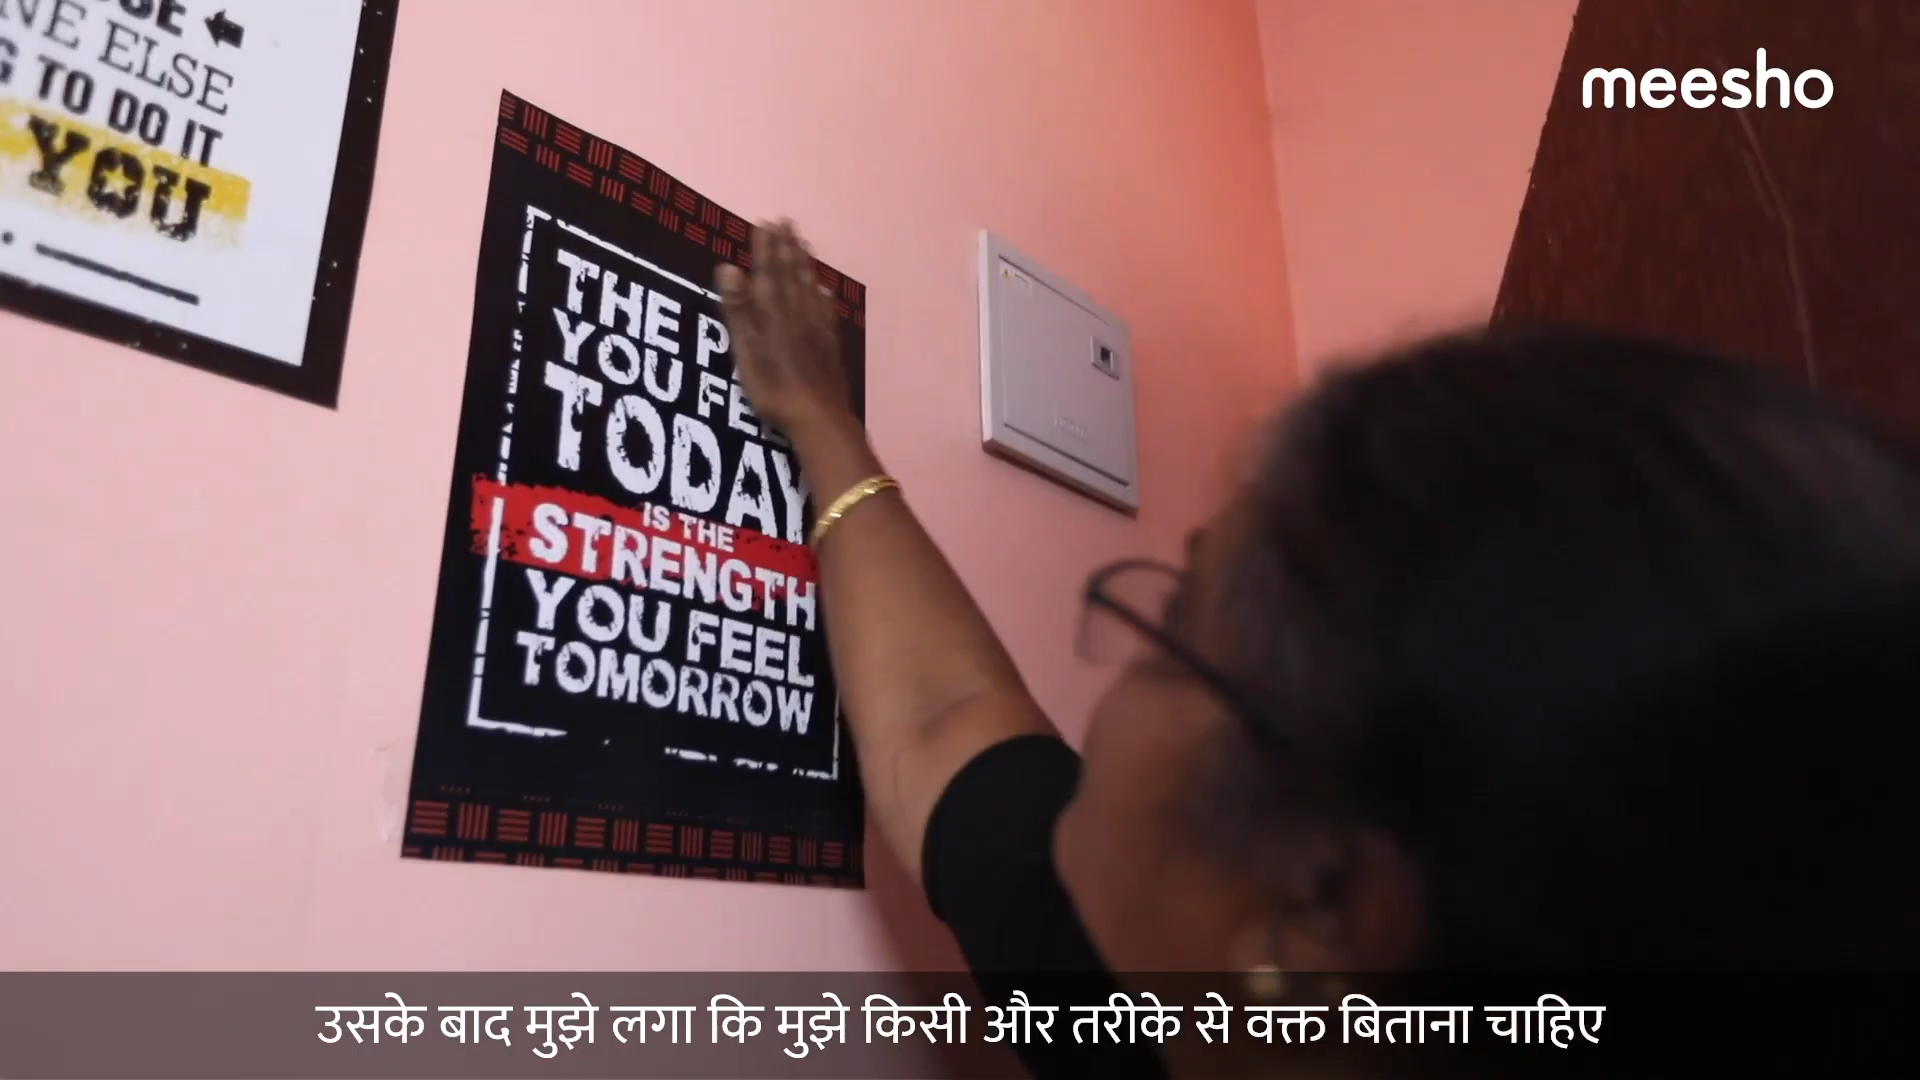 NE ELSE
TO DO IT
YOU
meesho
THE
YOU
TODAY
IS THE
STRENGTH
YOU FEEL
TOMORROW
उसके बाद मुझे लगा कि मुझे किसी और तरीके से वक्त बिताना चाहिए